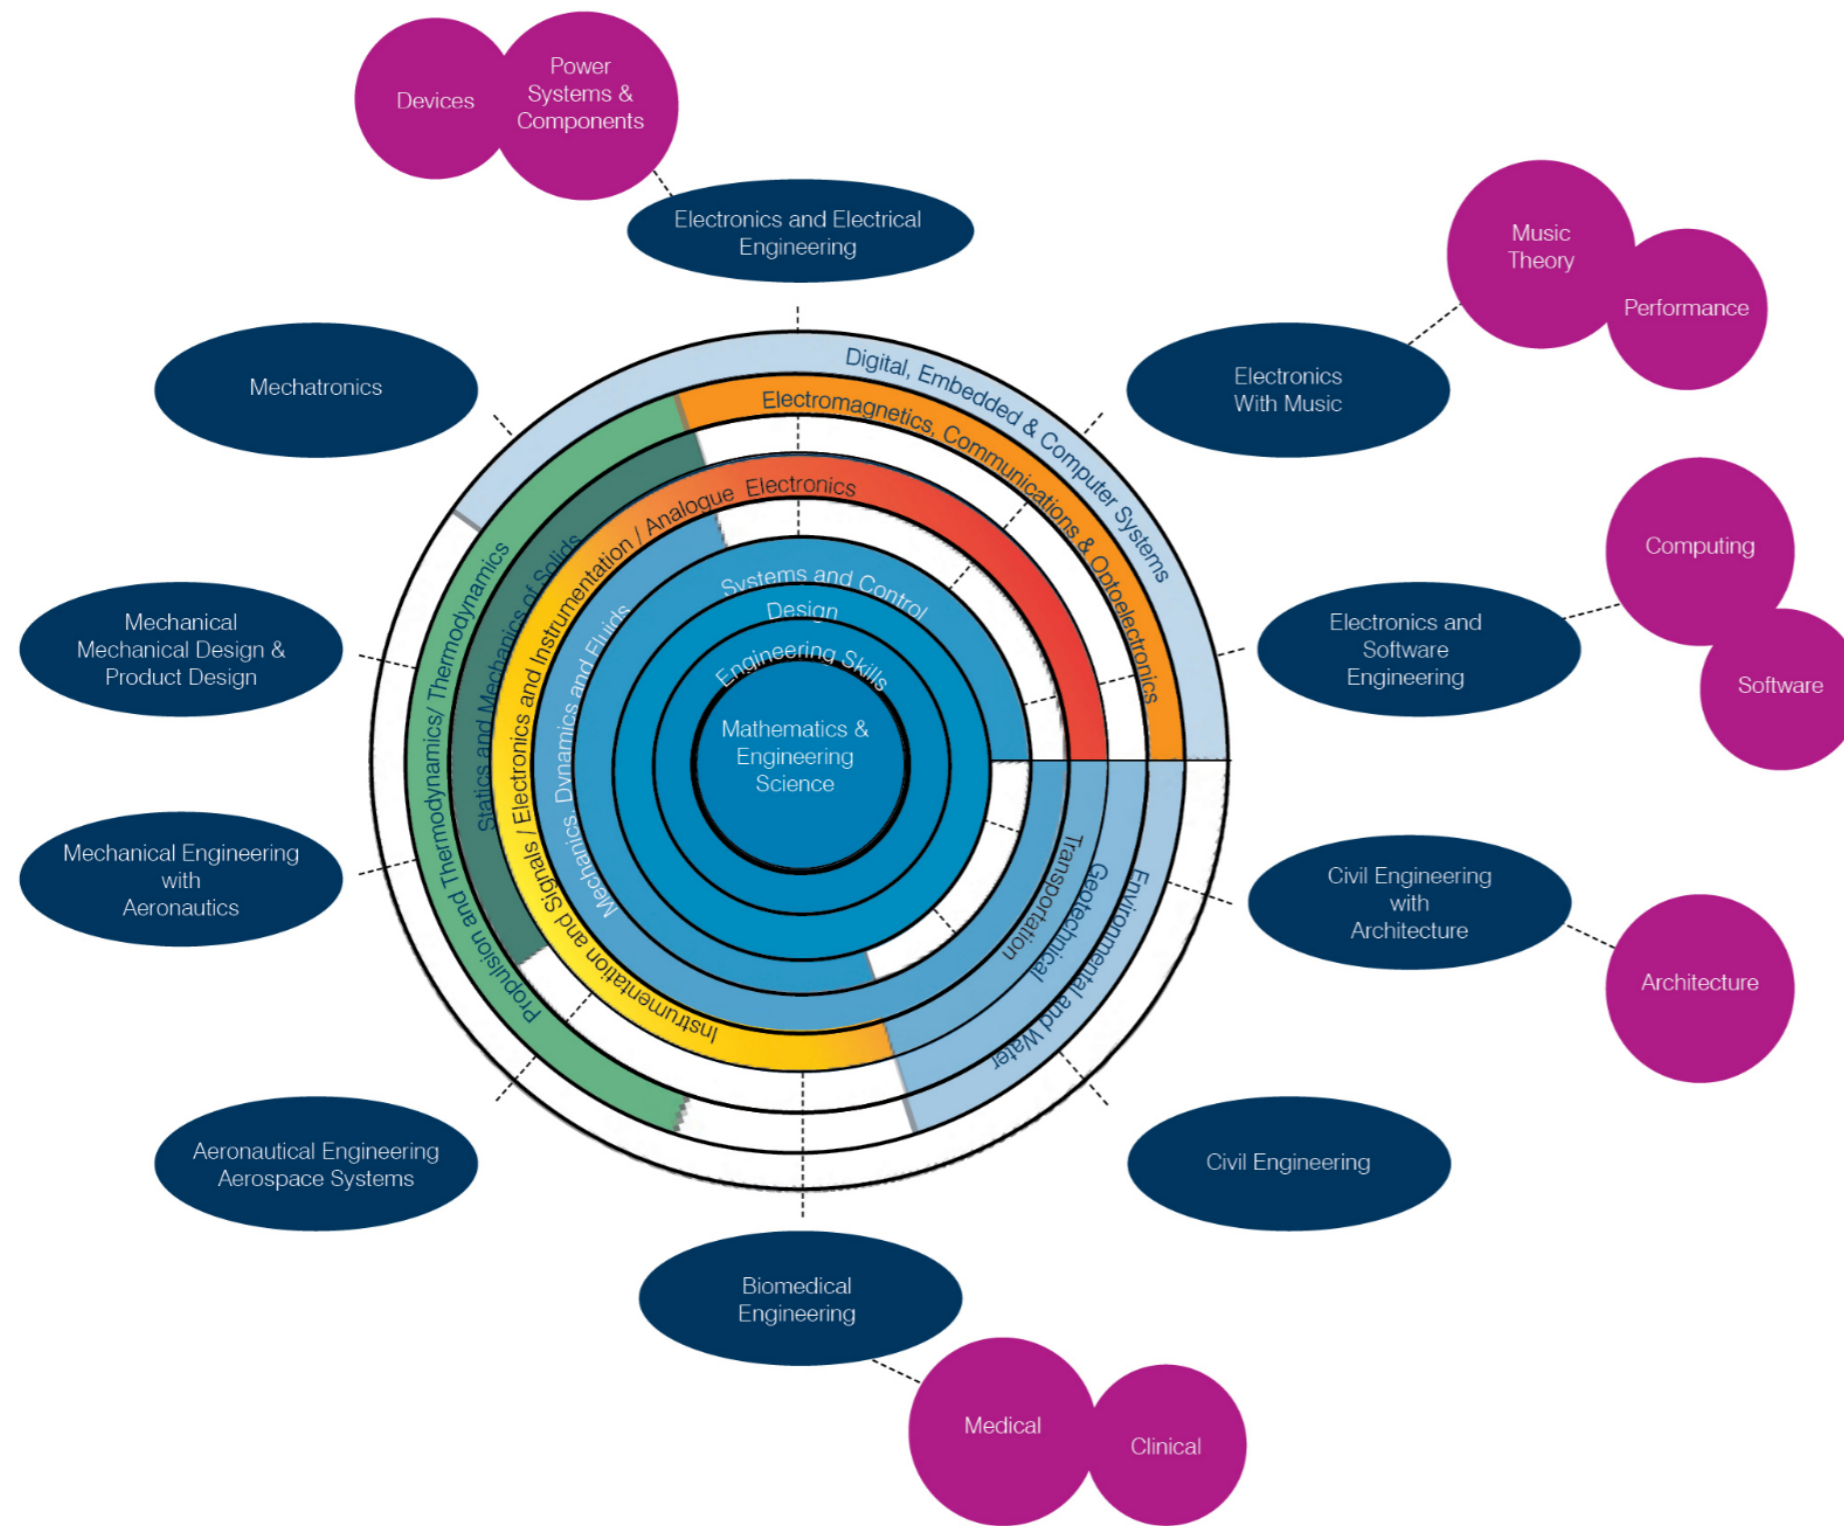 Devices
Power
Systems &
Components
Electronics and Electrical
Engineering
Music
Theory
Performance
Mechatronics
Electronics
With Music
Digital, Embedded & Computer Systems
Electromagnetics, Communications & Optoelectronics
Instrumentation and Signals / Electronics and Instrumentation / Analogue Electronics
Propulsion and Thermodynamics/ Thermodynamics
Statics and Mechanics of Solids
Mechanics, Dynamics and Fluids
Systems and Control
Design
Engineering Skills
Mathematics &
Engineering
Science
Computing
Software
Electronics and
Software
Engineering
Mechanical
Mechanical Design &
Product Design
Mechanical Engineering
with
Aeronautics
Transportation
Geotechnical
Environmental and Water
Civil Engineering
with
Architecture
Architecture
Aeronautical Engineering
Aerospace Systems
Civil Engineering
Biomedical
Engineering
Medical
Clinical